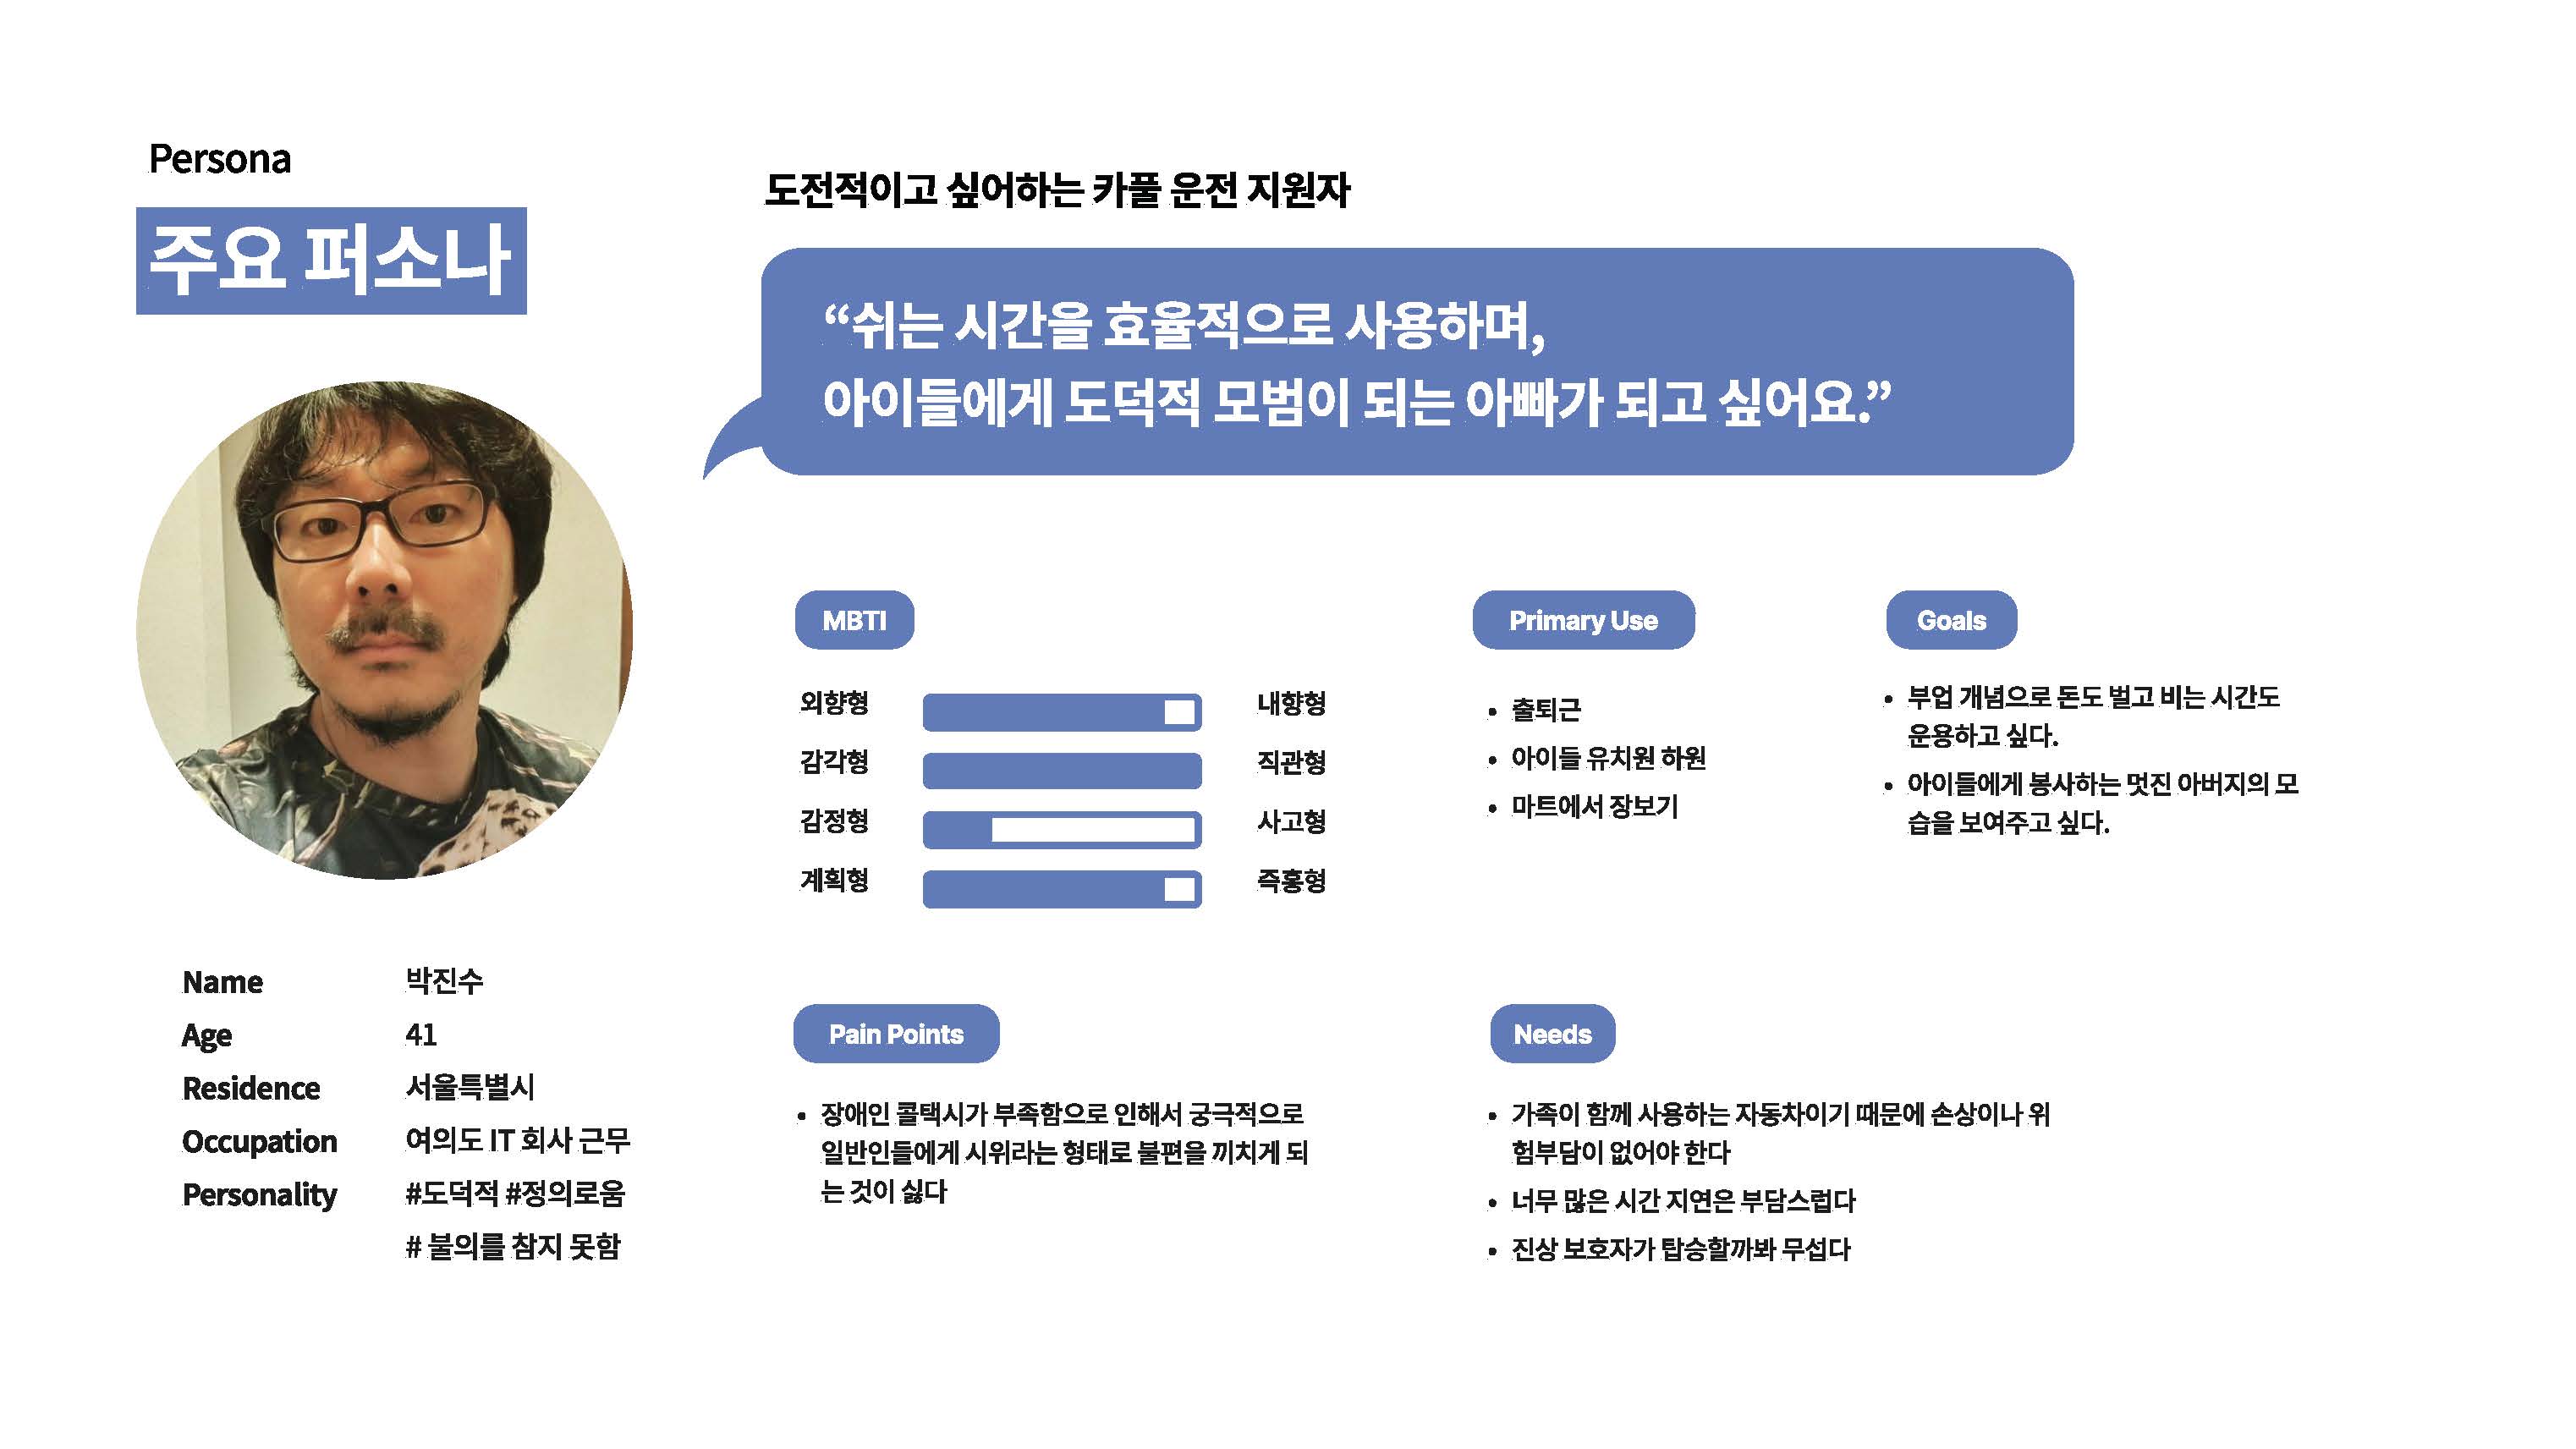 Persona
주요 퍼소나
도전적이고 싶어하는 카풀 운전 지원자
“쉬는 시간을 효율적으로 사용하며,
아이들에게 도덕적 모범이 되는 아빠가 되고 싶어요.”
Name 박진수
Age 41
Residence 서울특별시
Occupation 여의도 IT 회사 근무
Personality #도덕적 #정의로움
# 불의를 참지 못함
MBTI
외향형 내향형
감각형 직관형
감정형 사고형
계획형 즉흥형
Primary Use
• 출퇴근
• 아이들 유치원 하원
• 마트에서 장보기
Goals
• 부업 개념으로 돈도 벌고 비는 시간도
운용하고 싶다.
• 아이들에게 봉사하는 멋진 아버지의 모
습을 보여주고 싶다.
Pain Points
• 장애인 콜택시가 부족함으로 인해서 궁극적으로
일반인들에게 시위라는 형태로 불편을 끼치게 되
는 것이 싫다
Needs
• 가족이 함께 사용하는 자동차이기 때문에 손상이나 위
험부담이 없어야 한다
• 너무 많은 시간 지연은 부담스럽다
• 진상 보호자가 탑승할까봐 무섭다